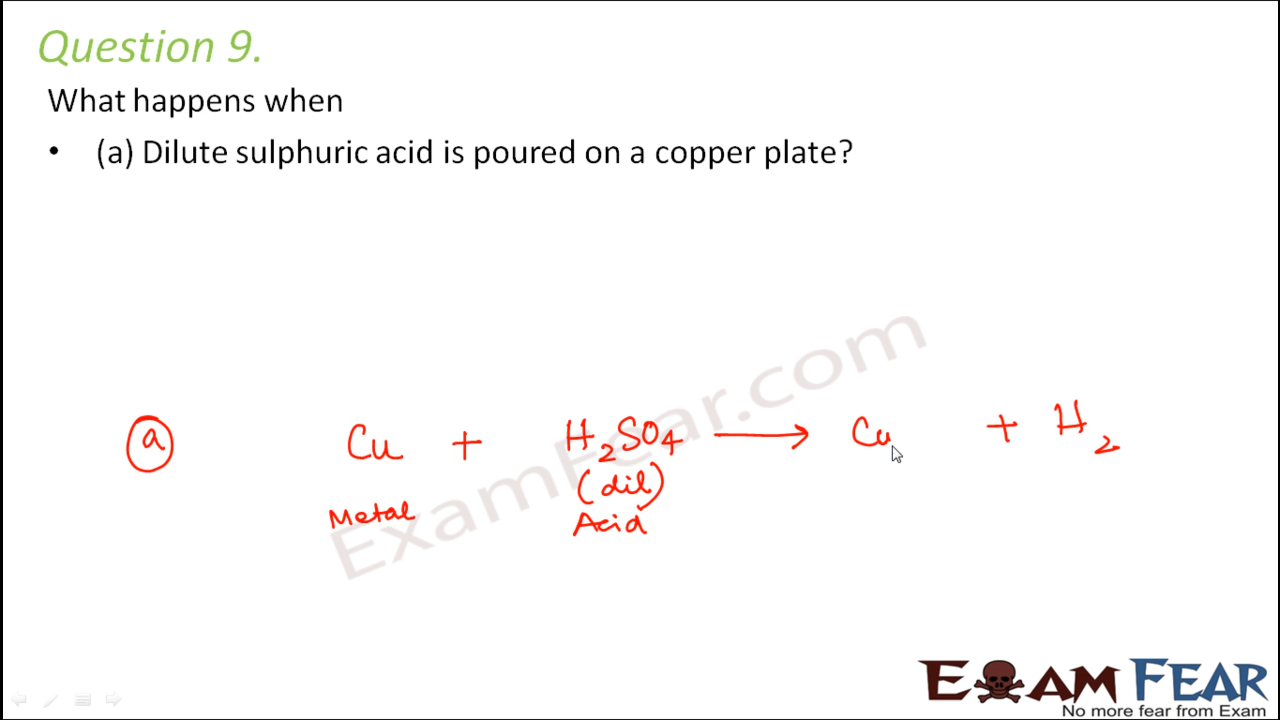 Question 9.
What happens when
• (a) Dilute sulphuric acid is poured on a copper plate?
ExamFear.com
a Cu + H₂SO₄ ⟶ Cu + H₂
(dil)
Metal Acid
EXAM FEAR
No more fear from Exam